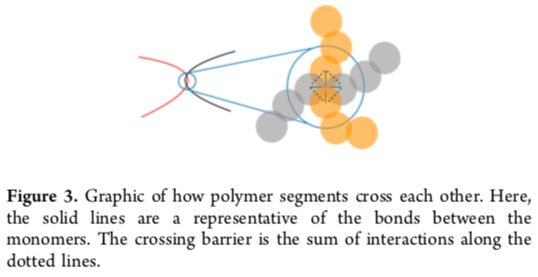 Figure 3. Graphic of how polymer segments cross each other. Here,
the solid lines are a representative of the bonds between the
monomers. The crossing barrier is the sum of interactions along the
dotted lines.